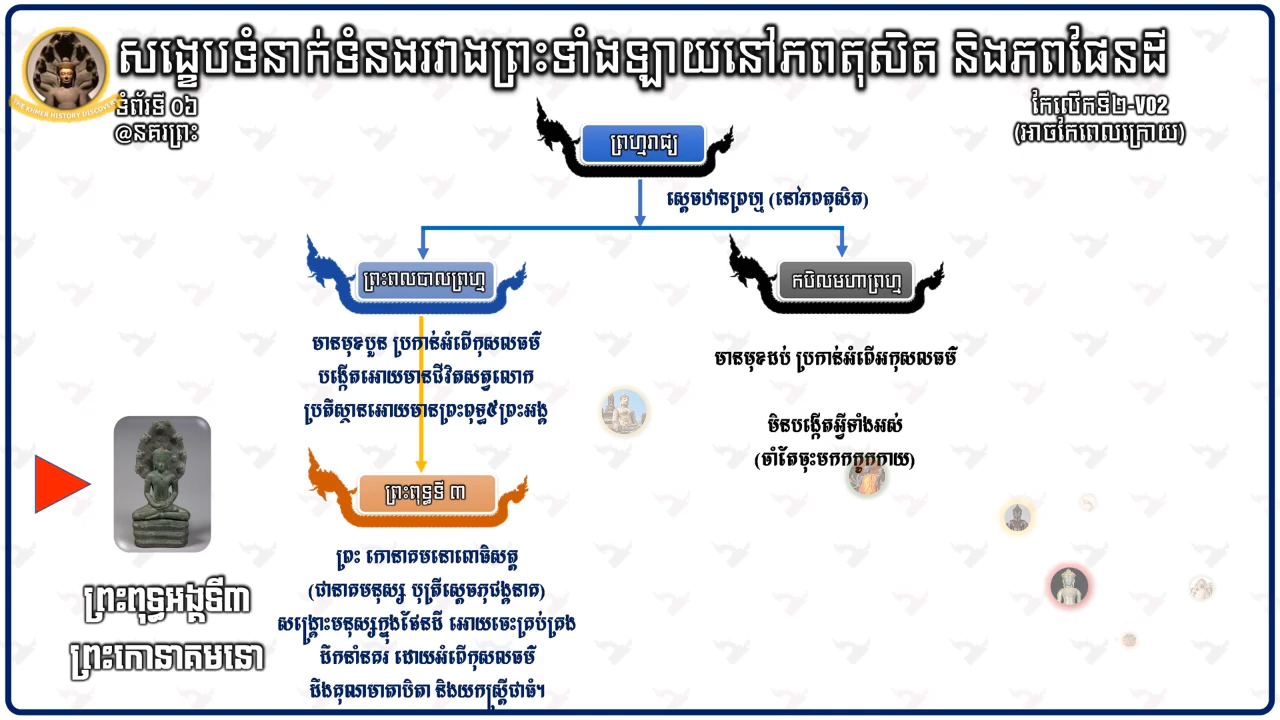 សង្ខេបទំនាក់ទំនងរវាងព្រះទាំងឡាយនៅភពតុសិត និងភពផែនដី
THE KHMER HISTORY DISCOVERY
ទំព័រទី ០៦
@នគរព្រះ
កែលើកទី២-V02
(អាចកែពេលក្រោយ)
ព្រហ្មរាជ្យ
ស្តេចឋានព្រហ្ម (នៅភពតុសិត)
ព្រះពលបាលព្រហ្ម
កបិលមហាព្រហ្ម
មានមុខបួន ប្រកាន់អំពើកុសលធម៌
បង្កើតអោយមានជីវិតសត្វលោក
ប្រតិស្ថានអោយមានព្រះពុទ្ធ៥ព្រះអង្គ
មានមុខដប់ ប្រកាន់អំពើអកុសលធម៌
មិនបង្កើតអ្វីទាំងអស់
(ចាំតែចុះមកកកក្អូកកាយ)
ព្រះពុទ្ធទី ៣
ព្រះ កោនាគមនោពោធិសត្វ
(ជានាគមនុស្ស បុត្រីស្តេចភុជង្គនាគ)
សង្គ្រោះមនុស្សក្នុងផែនដី អោយចេះគ្រប់គ្រង
ដឹកនាំនគរ ដោយអំពើកុសលធម៌
ដឹងគុណមាតាបិតា និងយកស្ត្រីជាធំ។
ព្រះពុទ្ធអង្គទី៣
ព្រះកោនាគមនោ